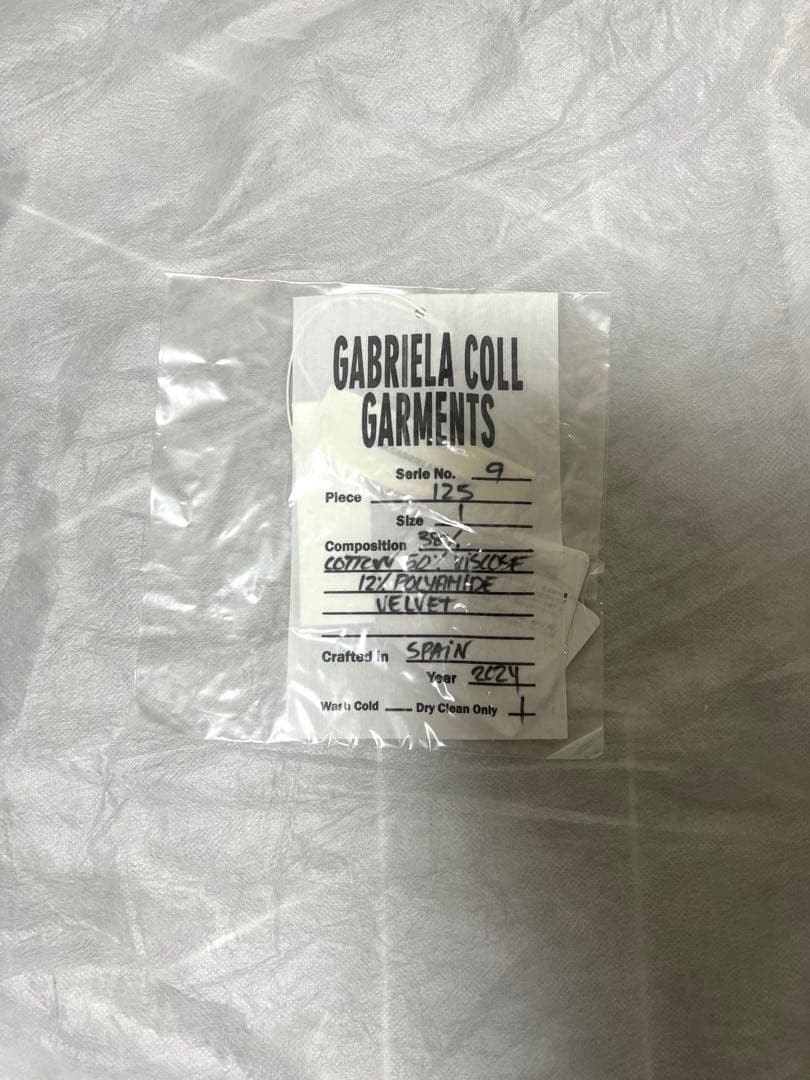 GABRIELA COLL
GARMENTS
Serie No. 9
Piece 125
Size 1
Composition 38%
COTTON 50% VISCOSE
12% POLYAMIDE
VELVET
Crafted in SPAIN
Year 2024
Wash Cold Dry Clean Only